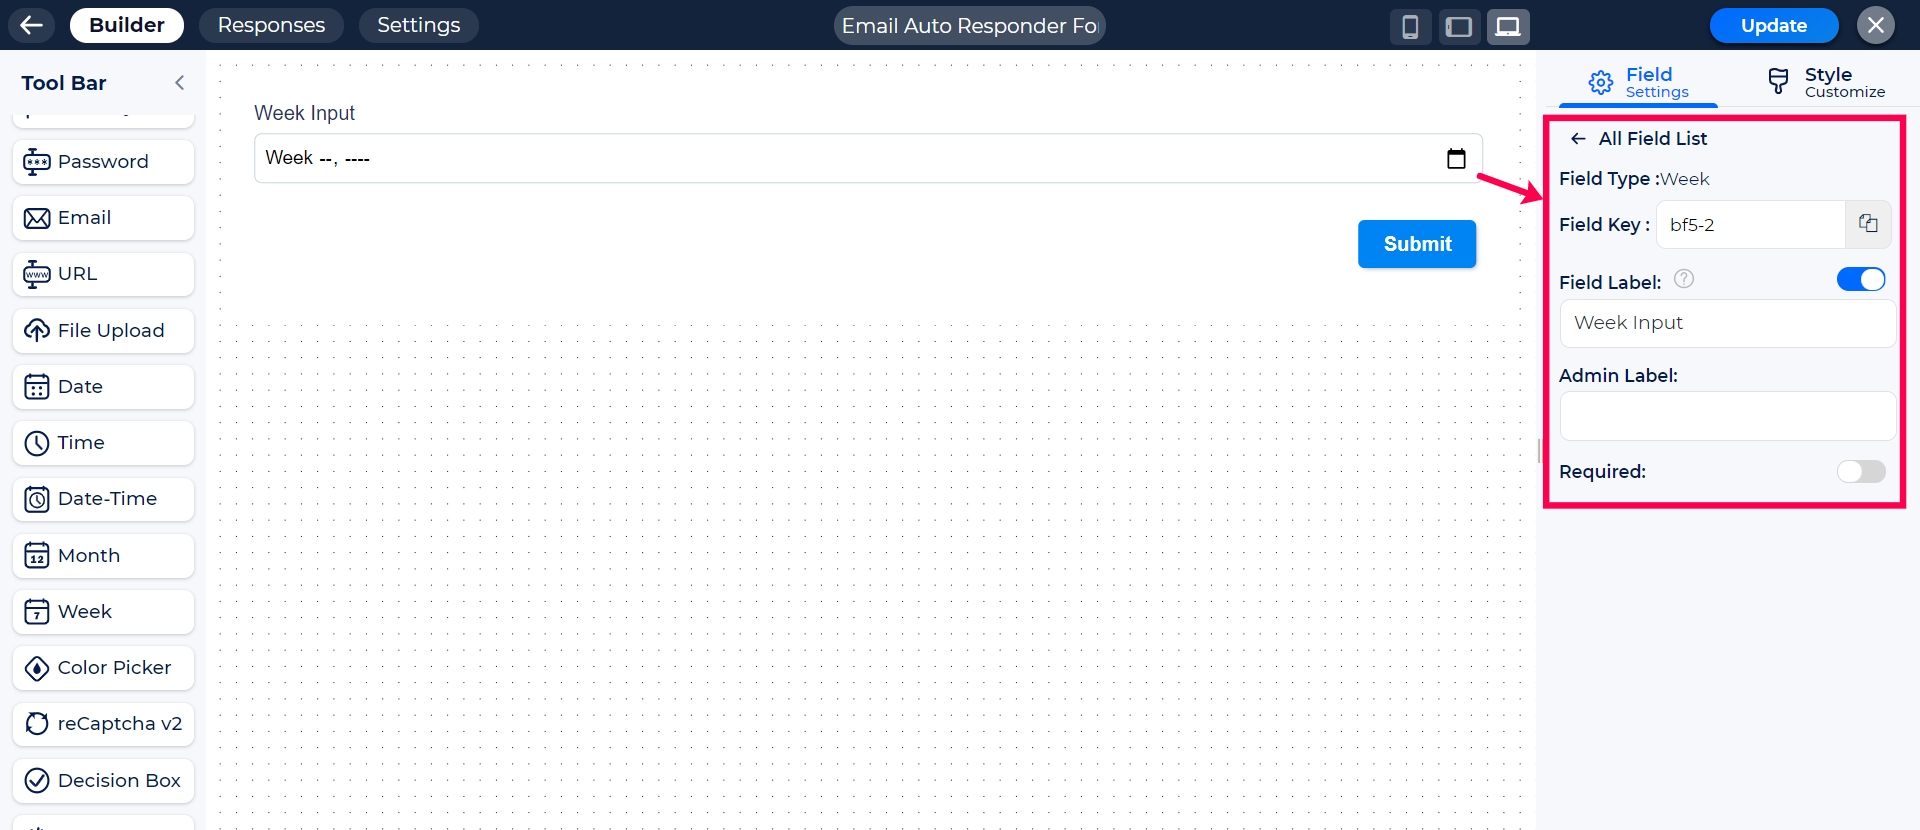 Builder
Responses
Settings
Email Auto Responder Fo
Update
Tool Bar
Password
Email
URL
File Upload
Date
Time
Date-Time
Month
Week
Color Picker
reCaptcha v2
Decision Box
Week Input
Week --, ----
Submit
Field
Settings
Style
Customize
All Field List
Field Type :Week
Field Key : bf5-2
Field Label: ?
Week Input
Admin Label:
Required: